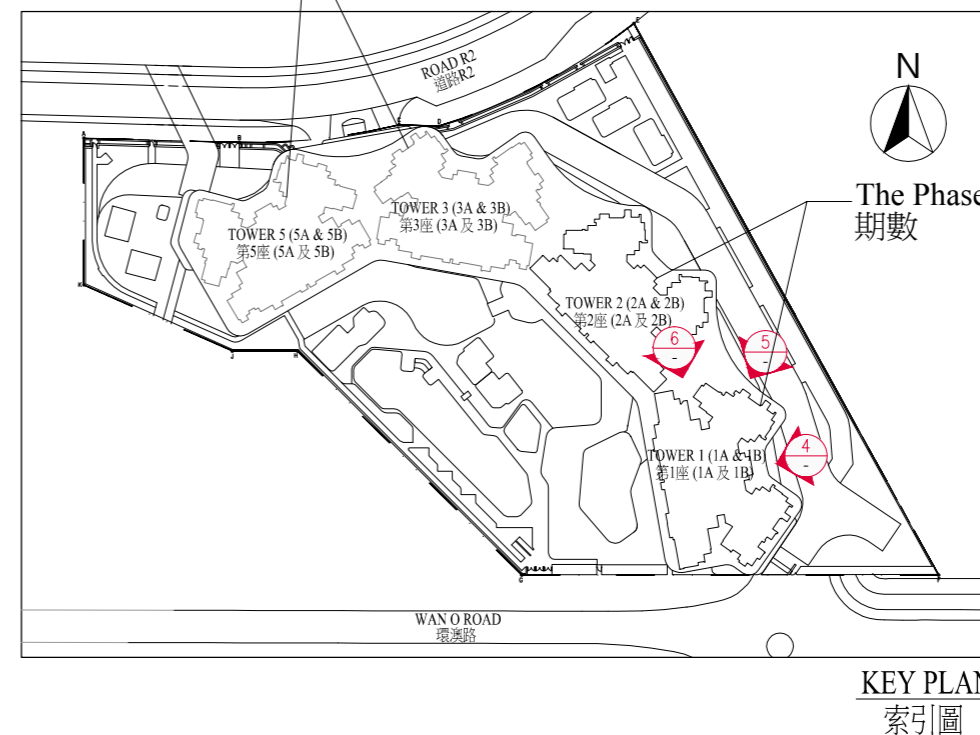 ROAD R2
道路R2
N
The Phase
期數
TOWER 3 (3A & 3B)
第3座 (3A 及 3B)
TOWER 5 (5A & 5B)
第5座 (5A 及 5B)
TOWER 2 (2A & 2B)
第2座 (2A 及 2B)
6
-
5
-
4
-
TOWER 1 (1A & 1B)
第1座 (1A 及 1B)
WAN O ROAD
環澳路
KEY PLAN
索引圖
A
B
C
D
E
F
G
H
J
K